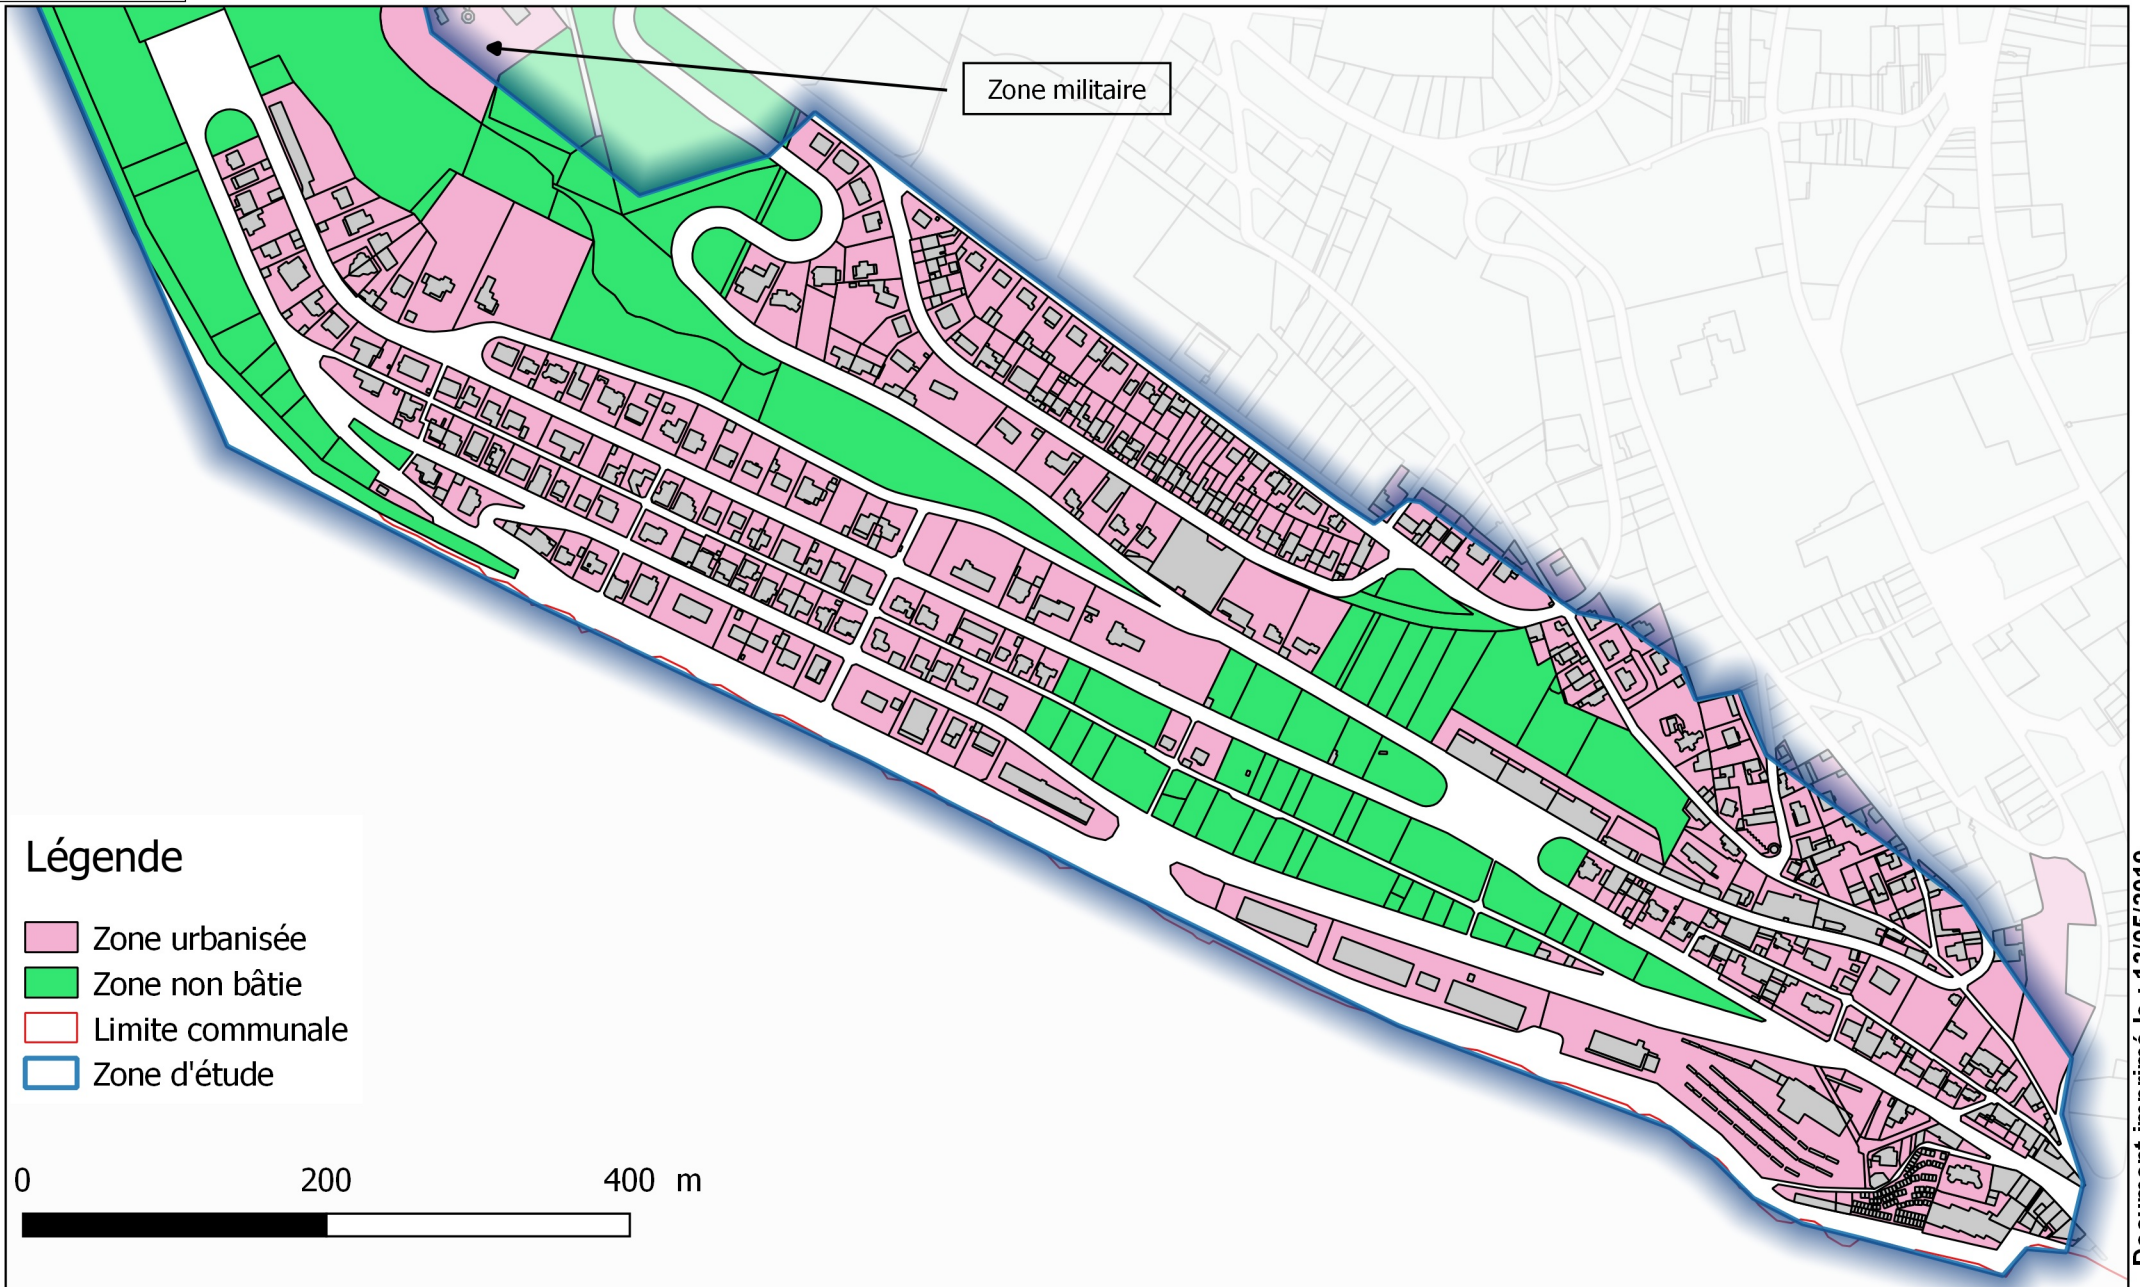 Zone militaire
Légende
Zone urbanisée
Zone non bâtie
Limite communale
Zone d'étude
0 200 400 m